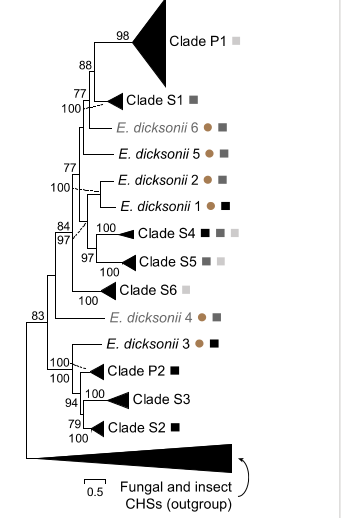 98
Clade P1
88
77
Clade S1
100
E. dicksonii 6
E. dicksonii 5
77
E. dicksonii 2
100
E. dicksonii 1
84
100
Clade S4
97
97
Clade S5
100
Clade S6
100
E. dicksonii 4
83
E. dicksonii 3
100
Clade P2
100
100
Clade S3
94
79
Clade S2
100
0.5
Fungal and insect
CHSs (outgroup)